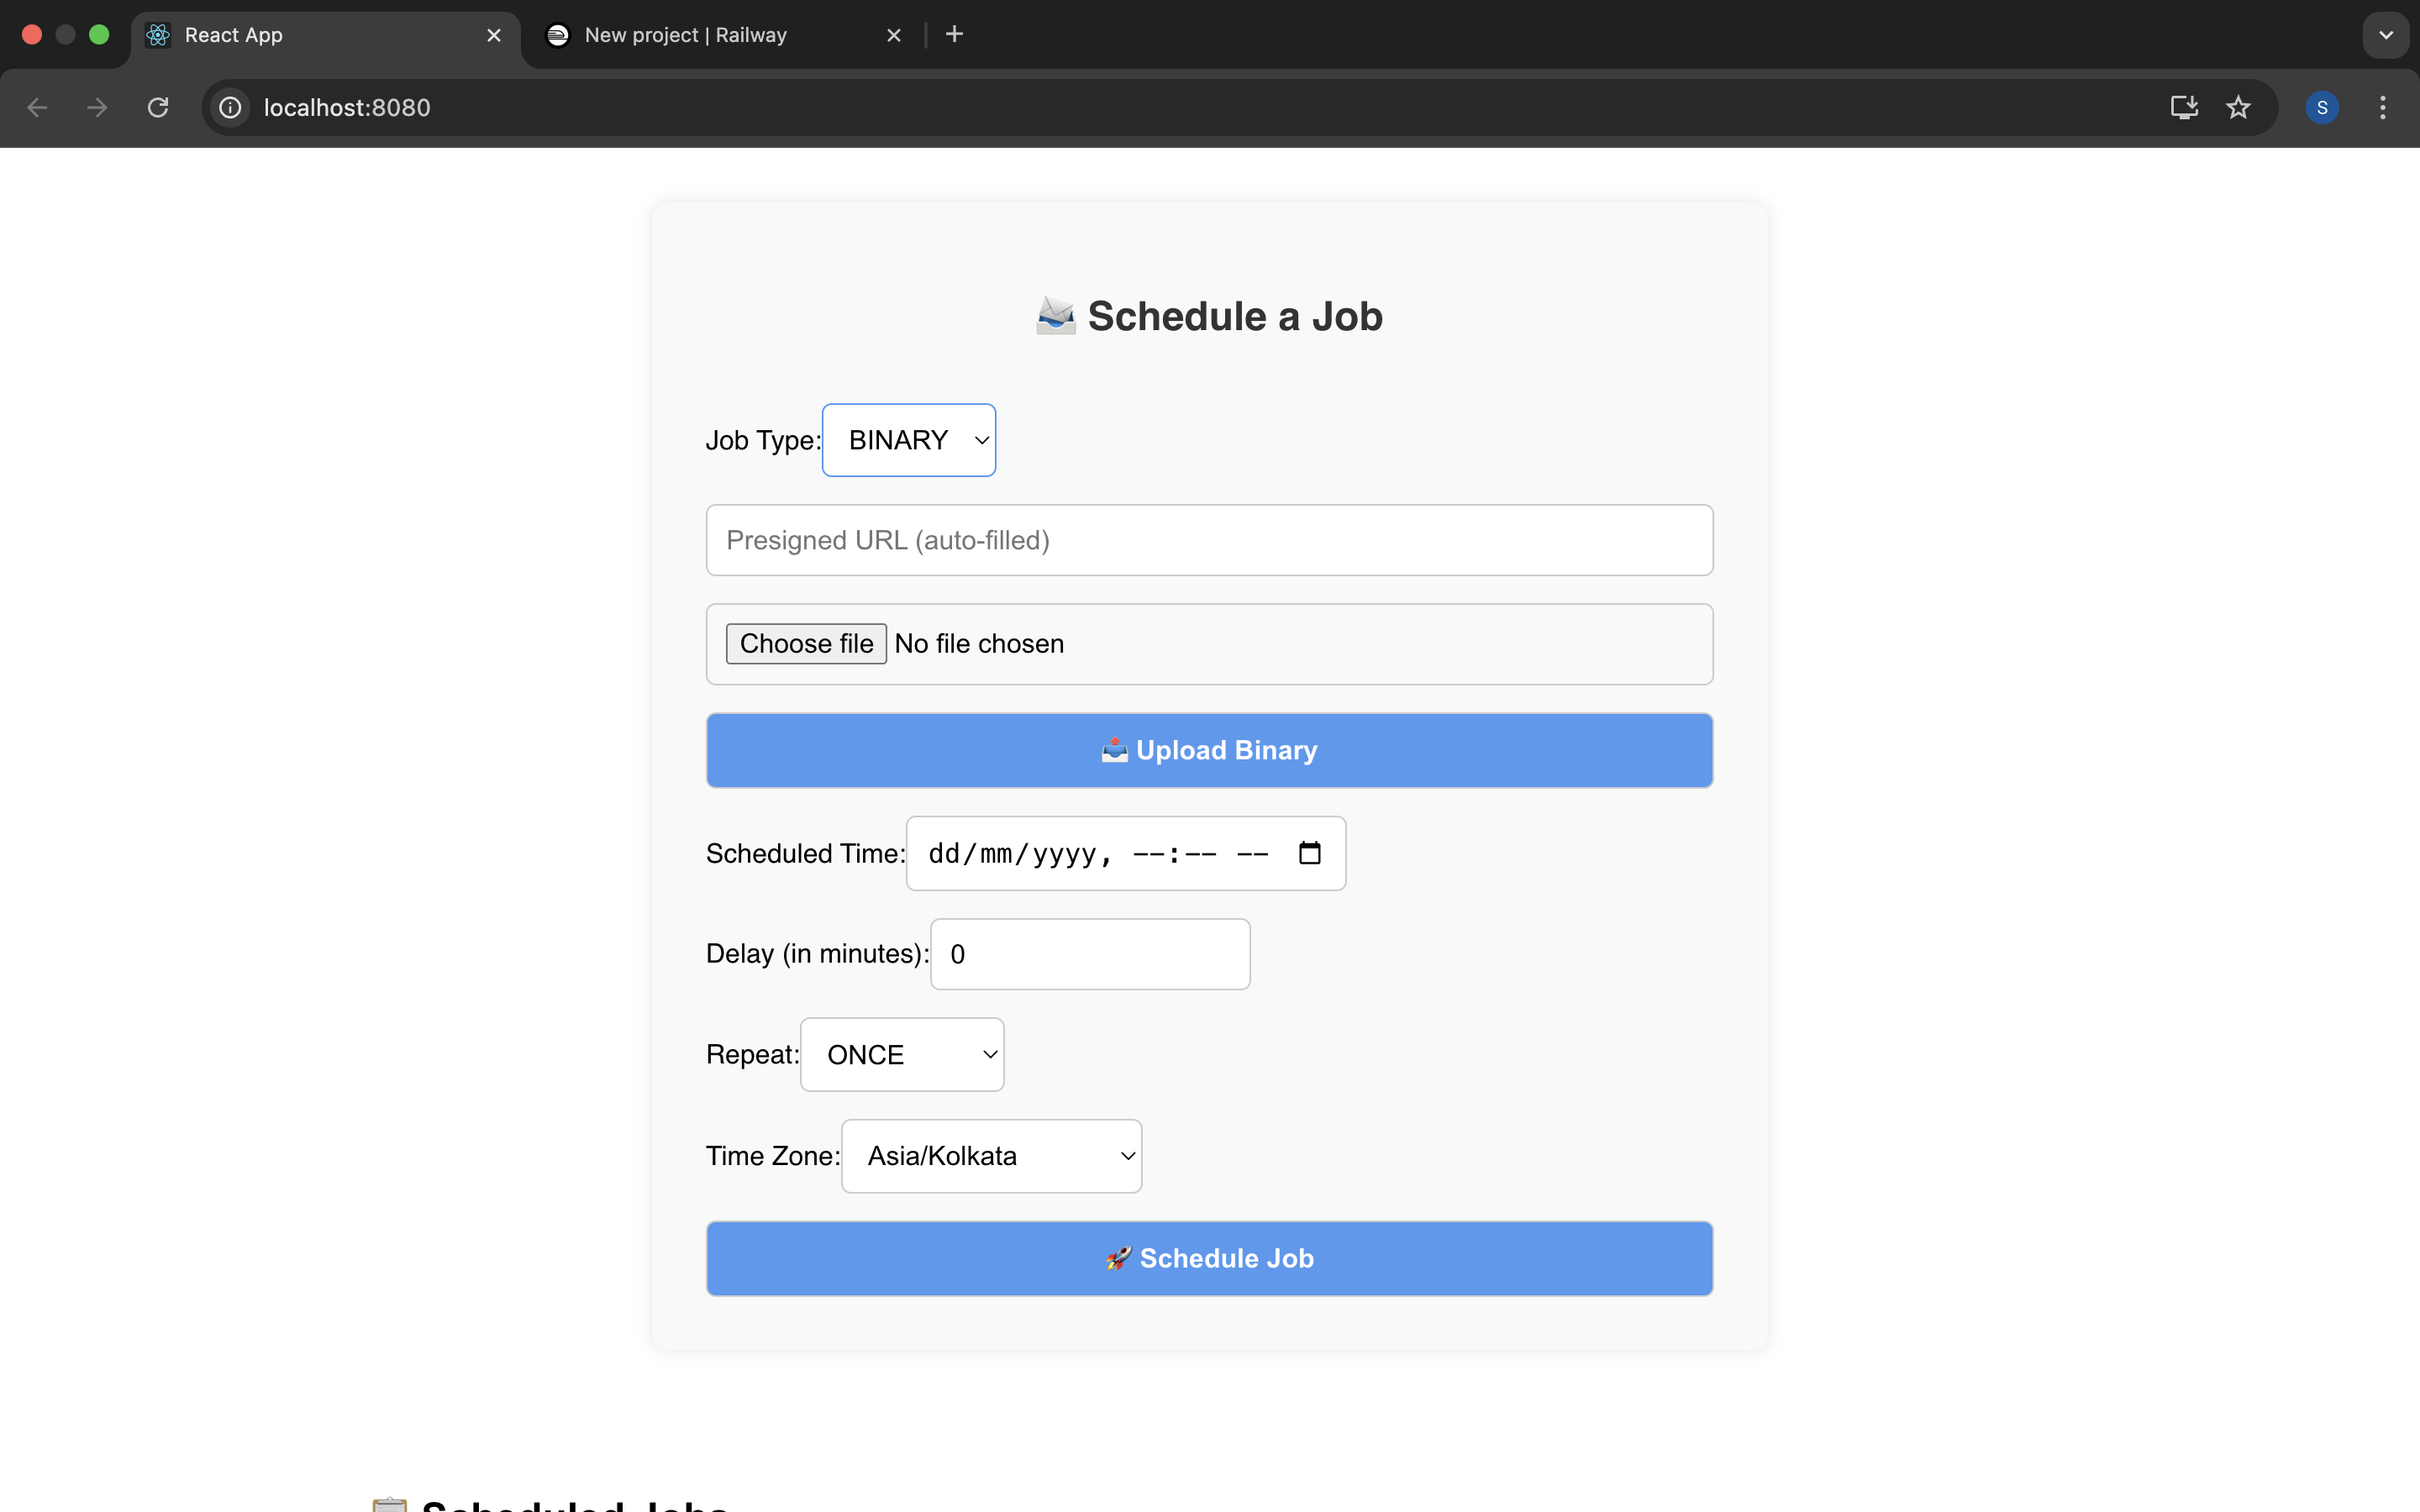 React App
New project | Railway
localhost:8080
S
Schedule a Job
Job Type: BINARY
Presigned URL (auto-filled)
Choose file No file chosen
Upload Binary
Scheduled Time: dd/mm/yyyy, --:-- --
Delay (in minutes): 0
Repeat: ONCE
Time Zone: Asia/Kolkata
Schedule Job
Scheduled Jobs